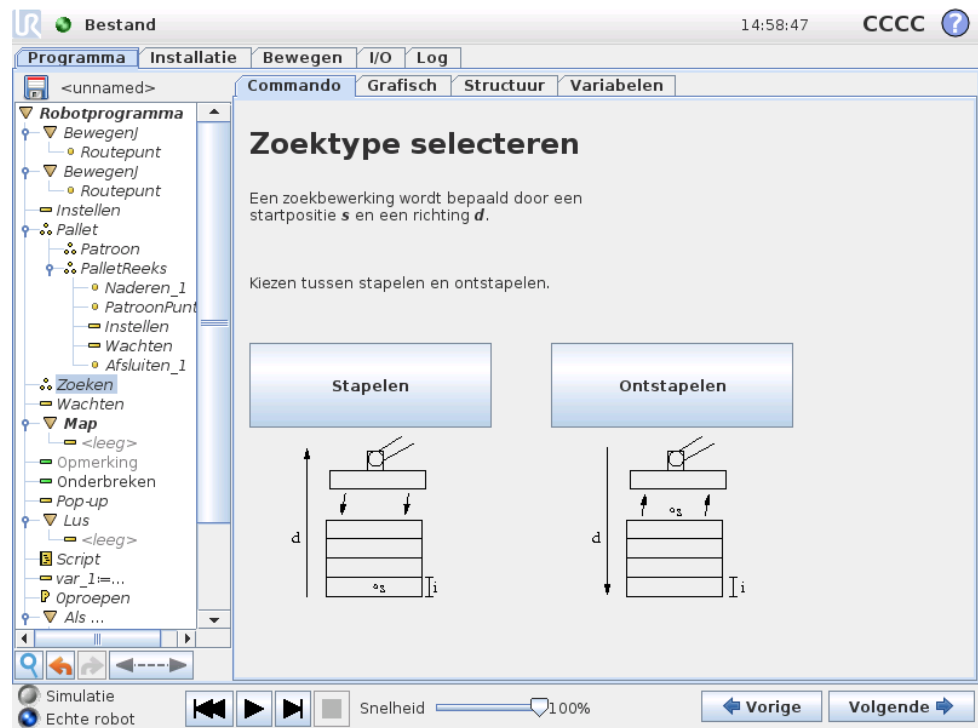 UR Bestand 14:58:47 CCCC ?
Programma Installatie Bewegen I/O Log
<unnamed>
Commando Grafisch Structuur Variabelen
Robotprogramma
BewegenJ
Routepunt
BewegenJ
Routepunt
Instellen
Pallet
Patroon
PalletReeks
Naderen_1
PatroonPunt
Instellen
Wachten
Afsluiten_1
Zoeken
Wachten
Map
<leeg>
Opmerking
Onderbreken
Pop-up
Lus
<leeg>
Script
var_1:=...
P Oproepen
Als ...
Zoektype selecteren
Een zoekbewerking wordt bepaald door een
startpositie s en een richting d.
Kiezen tussen stapelen en ontstapelen.
Stapelen
d
s
i
Ontstapelen
s
d
i
Simulatie
Echte robot
Snelheid 100%
Vorige Volgende